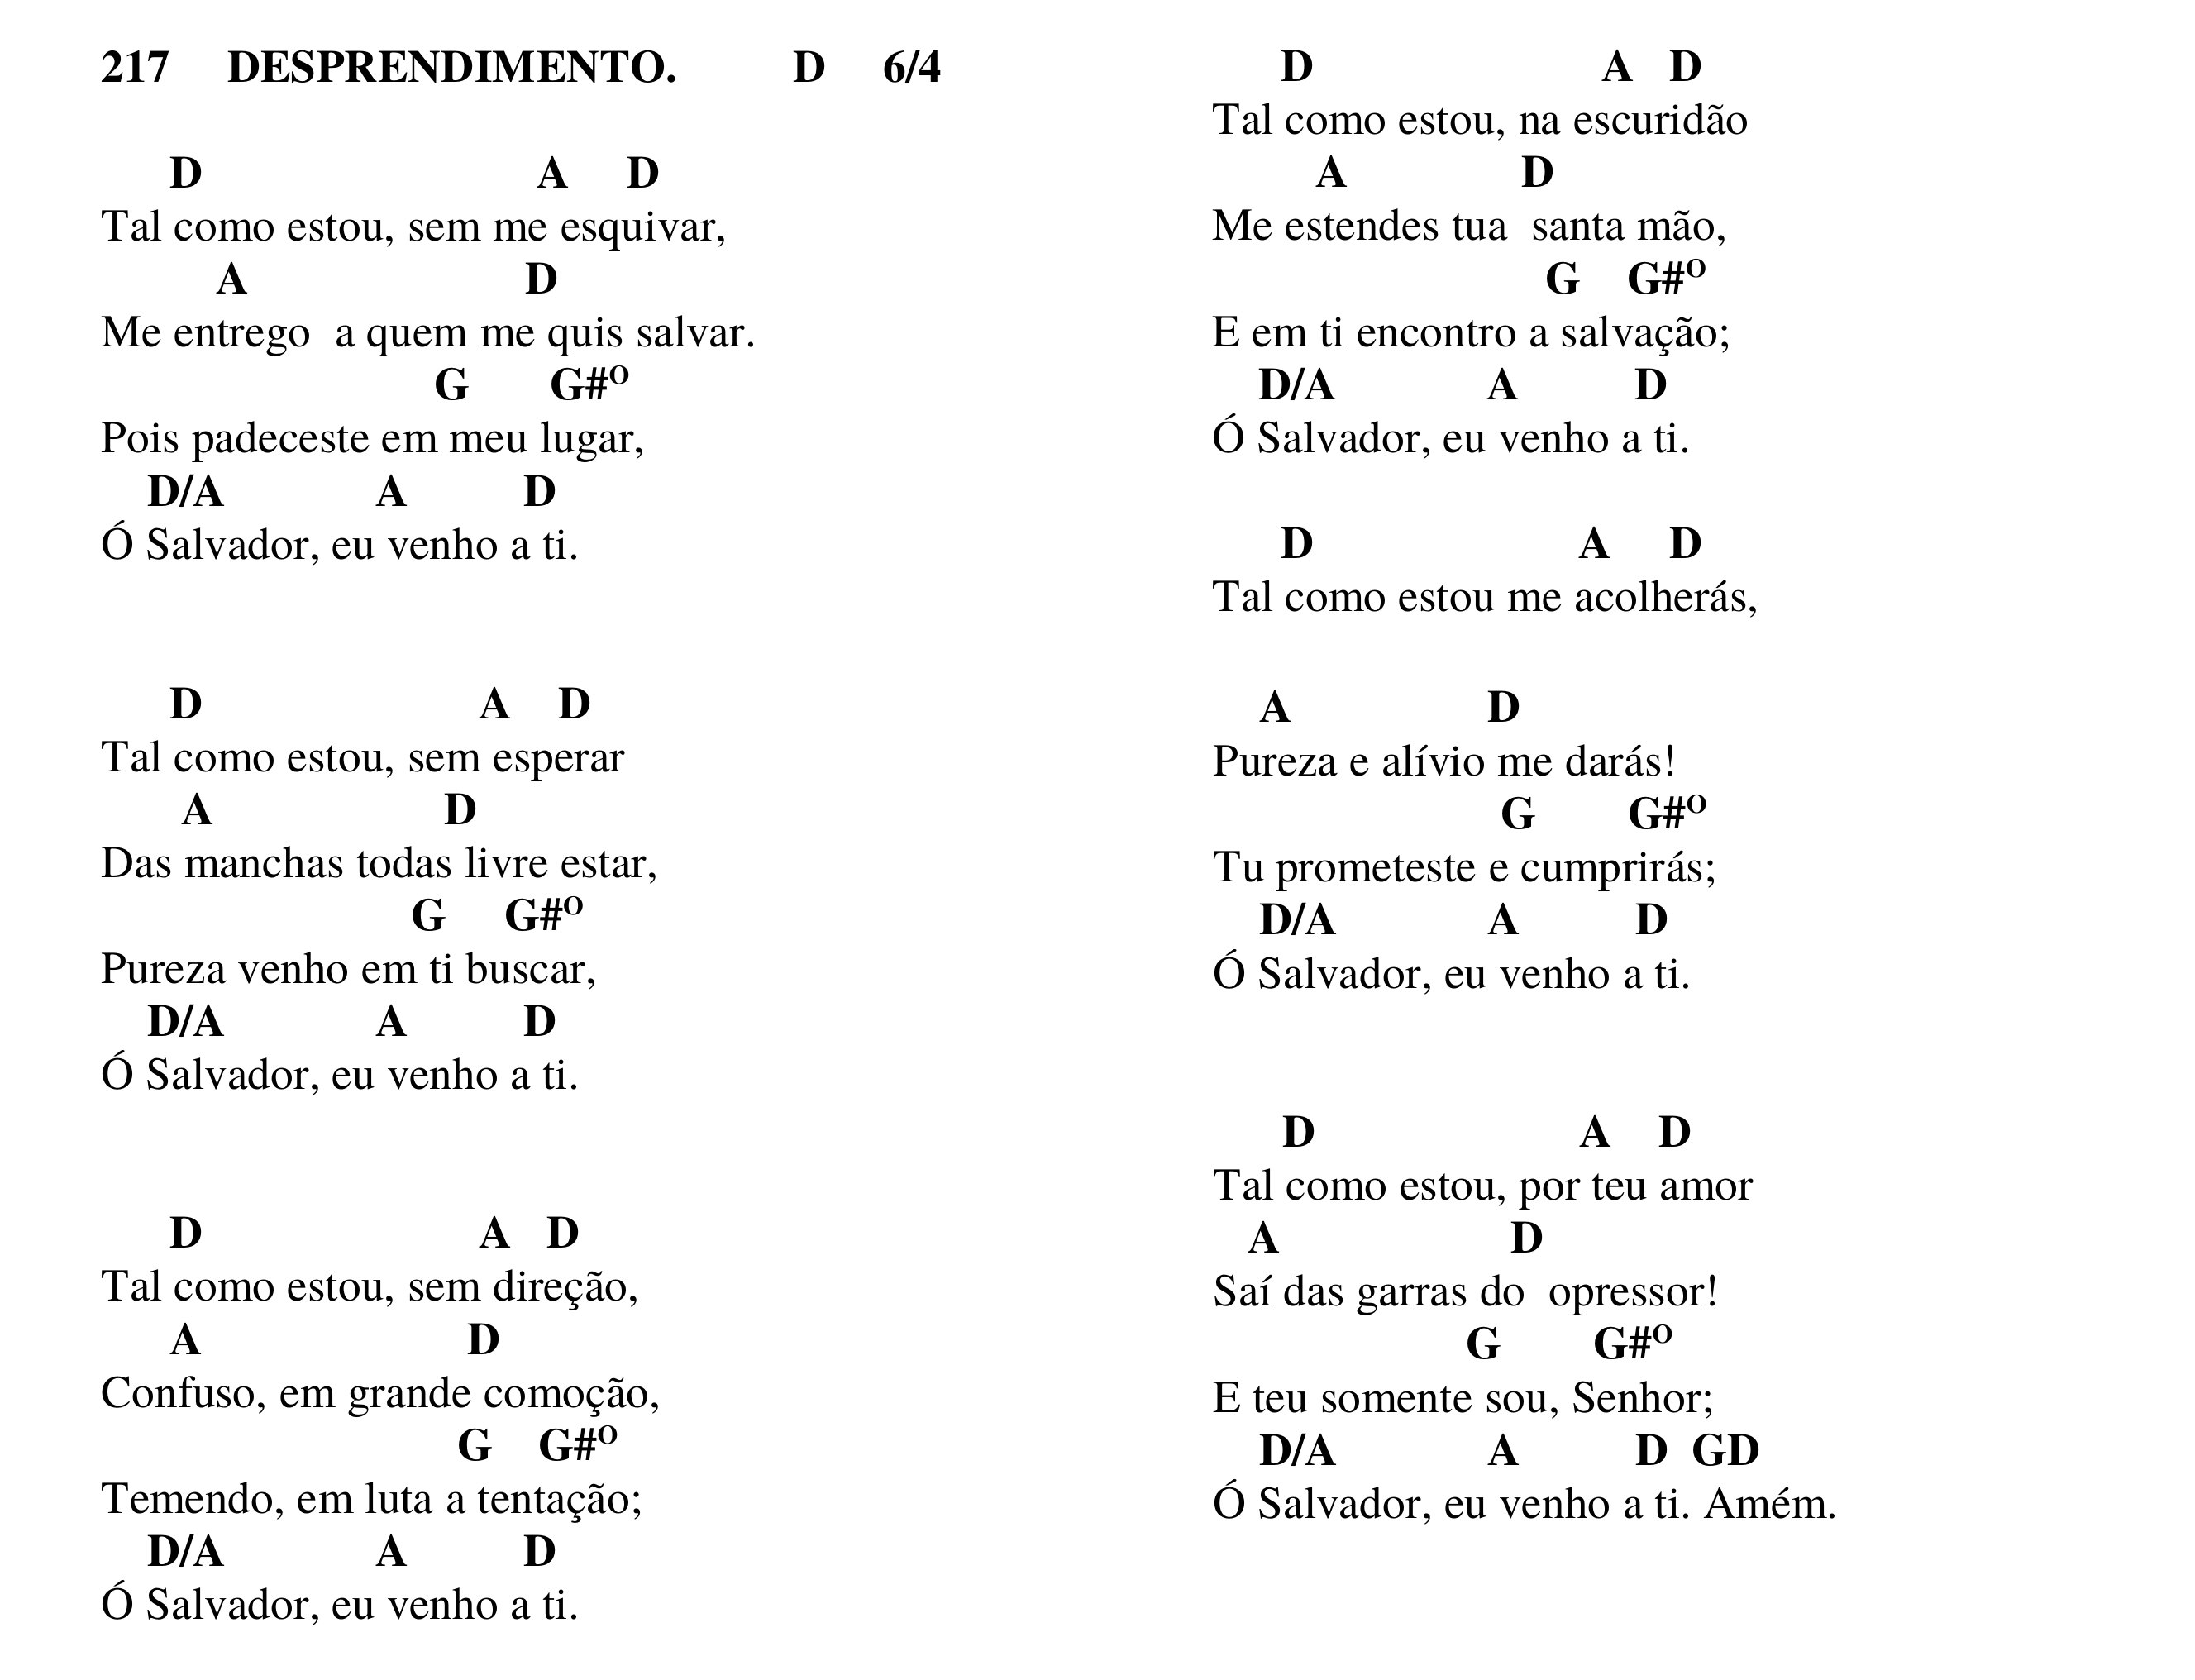 217 DESPRENDIMENTO. D 6/4
D A D
Tal como estou, sem me esquivar,
A D
Me entrego a quem me quis salvar.
G G#º
Pois padeceste em meu lugar,
D/A A D
Ó Salvador, eu venho a ti.
D A D
Tal como estou, sem esperar
A D
Das manchas todas livre estar,
G G#º
Pureza venho em ti buscar,
D/A A D
Ó Salvador, eu venho a ti.
D A D
Tal como estou, sem direção,
A D
Confuso, em grande comoção,
G G#º
Temendo, em luta a tentação;
D/A A D
Ó Salvador, eu venho a ti.
D A D
Tal como estou, na escuridão
A D
Me estendes tua santa mão,
G G#º
E em ti encontro a salvação;
D/A A D
Ó Salvador, eu venho a ti.
D A D
Tal como estou me acolherás,
A D
Pureza e alívio me darás!
G G#º
Tu prometeste e cumprirás;
D/A A D
Ó Salvador, eu venho a ti.
D A D
Tal como estou, por teu amor
A D
Saí das garras do opressor!
G G#º
E teu somente sou, Senhor;
D/A A D GD
Ó Salvador, eu venho a ti. Amém.